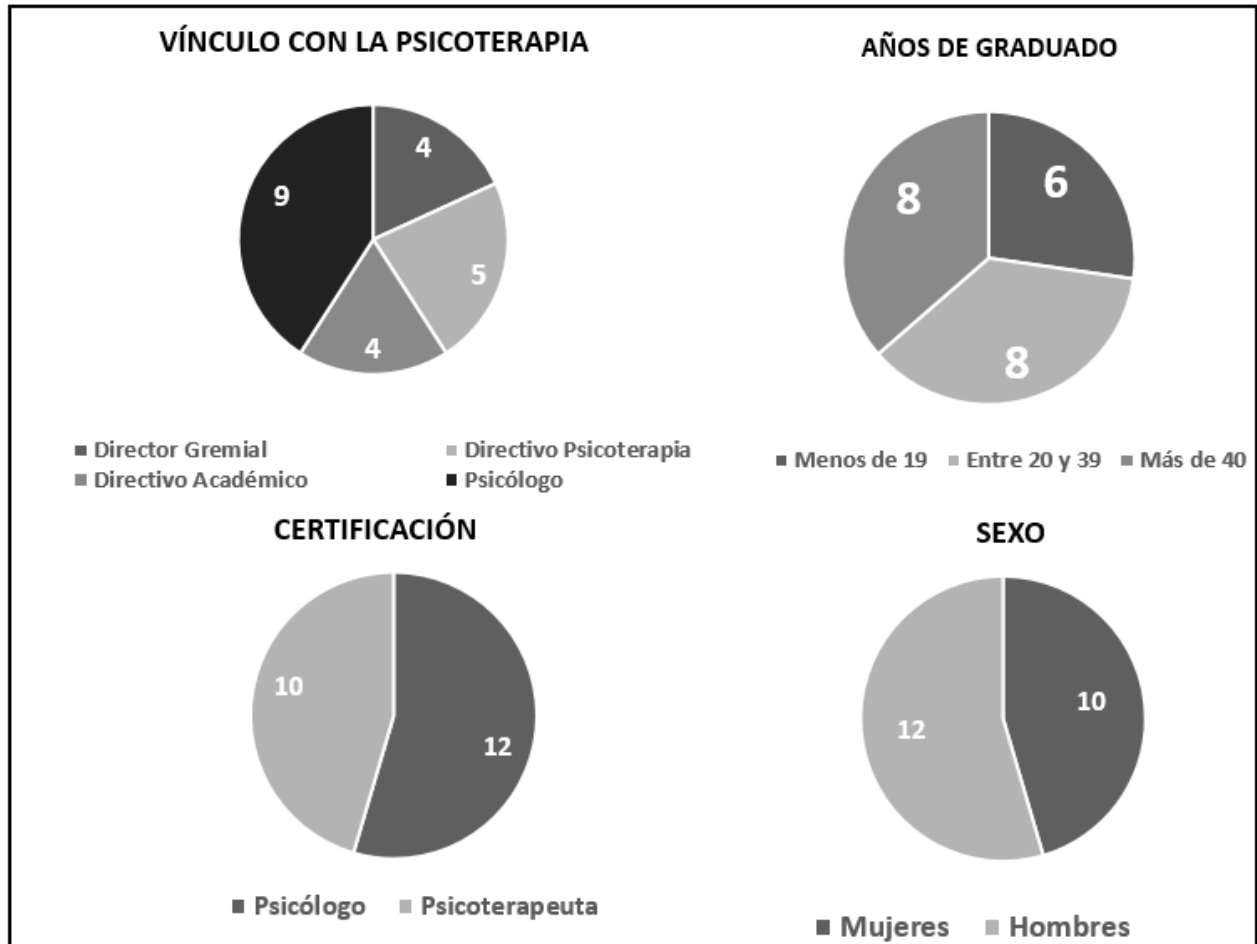 VÍNCULO CON LA PSICOTERAPIA
4
9
5
4
Director Gremial
Directivo Psicoterapia
Directivo Académico
Psicólogo
AÑOS DE GRADUADO
6
8
8
Menos de 19 Entre 20 y 39 Más de 40
CERTIFICACIÓN
10
12
Psicólogo Psicoterapeuta
SEXO
10
12
Mujeres Hombres